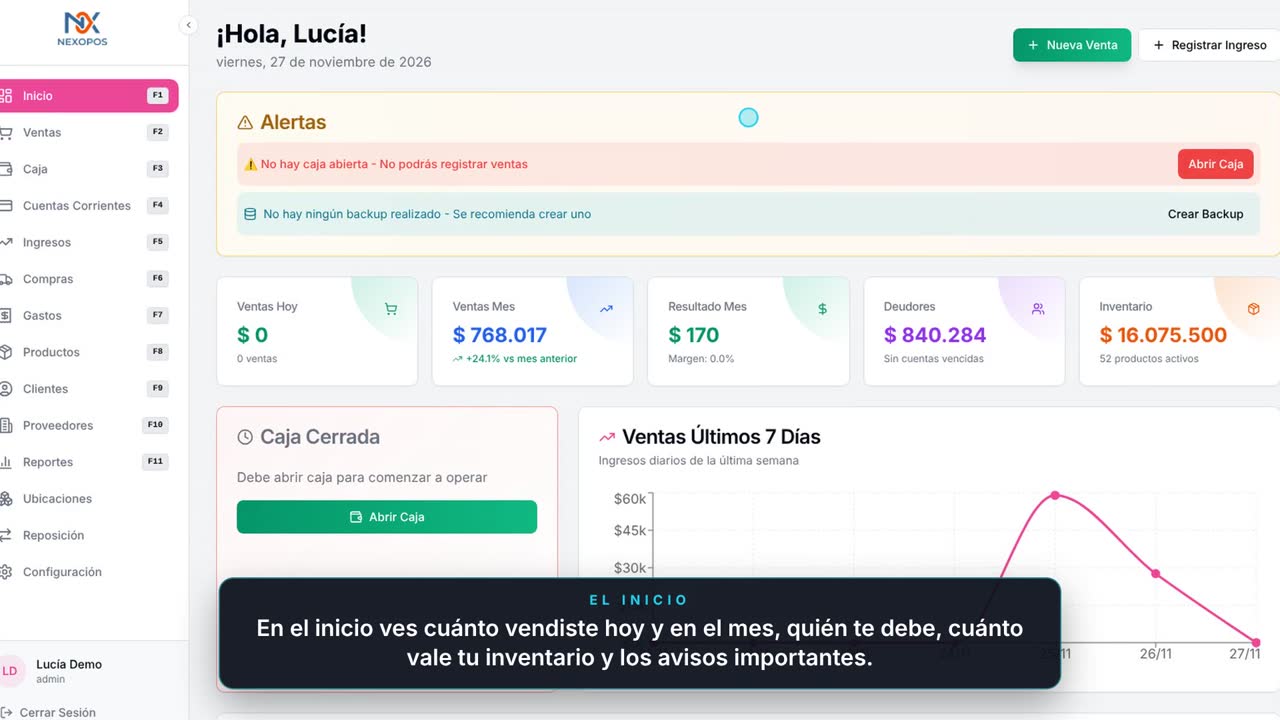 NEXOPOS
Inicio F1
Ventas F2
Caja F3
Cuentas Corrientes F4
Ingresos F5
Compras F6
Gastos F7
Productos F8
Clientes F9
Proveedores F10
Reportes F11
Ubicaciones
Reposición
Configuración
LD
Lucía Demo
admin
Cerrar Sesión
¡Hola, Lucía!
viernes, 27 de noviembre de 2026
+ Nueva Venta
+ Registrar Ingreso
Alertas
No hay caja abierta - No podrás registrar ventas
Abrir Caja
No hay ningún backup realizado - Se recomienda crear uno
Crear Backup
Ventas Hoy
$ 0
0 ventas
Ventas Mes
$ 768.017
+24.1% vs mes anterior
Resultado Mes
$ 170
Margen: 0.0%
Deudores
$ 840.284
Sin cuentas vencidas
Inventario
$ 16.075.500
52 productos activos
Caja Cerrada
Debe abrir caja para comenzar a operar
Abrir Caja
Ventas Últimos 7 Días
Ingresos diarios de la última semana
$60k
$45k
$30k
26/11
27/11
EL INICIO
En el inicio ves cuánto vendiste hoy y en el mes, quién te debe, cuánto
vale tu inventario y los avisos importantes.